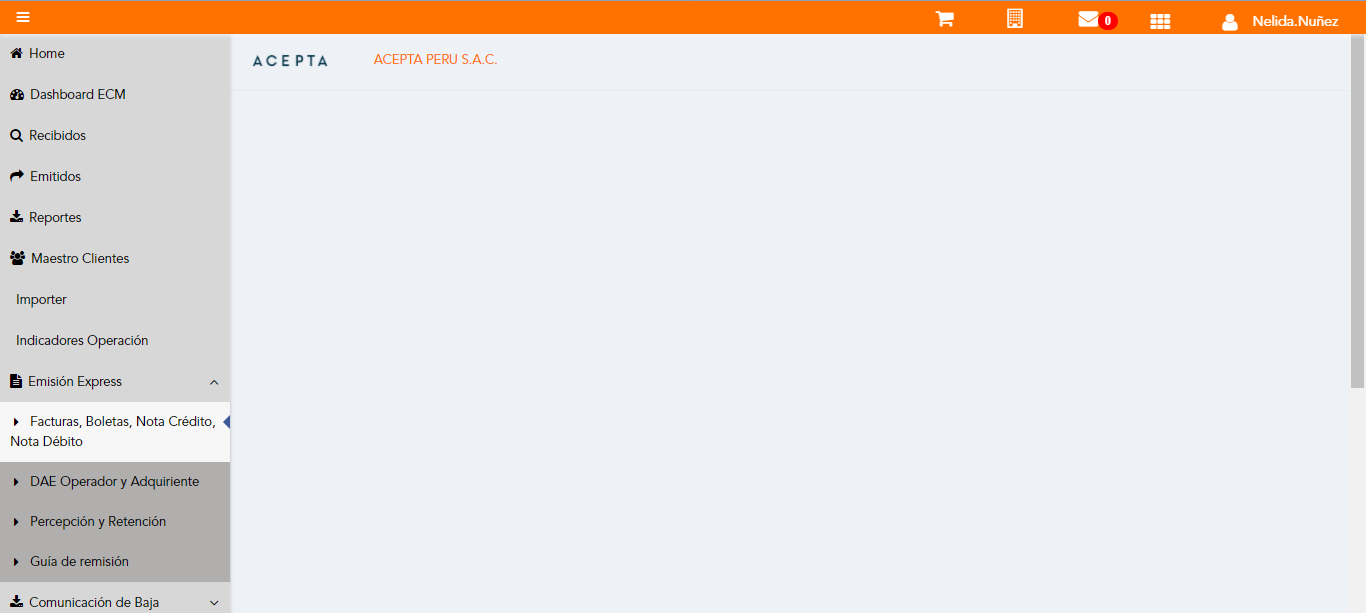 0
Nelida.Nuñez
Home
Dashboard ECM
Recibidos
Emitidos
Reportes
Maestro Clientes
Importer
Indicadores Operación
Emisión Express
Facturas, Boletas, Nota Crédito,
Nota Débito
DAE Operador y Adquiriente
Percepción y Retención
Guía de remisión
Comunicación de Baja
ACEPTA
ACEPTA PERU S.A.C.